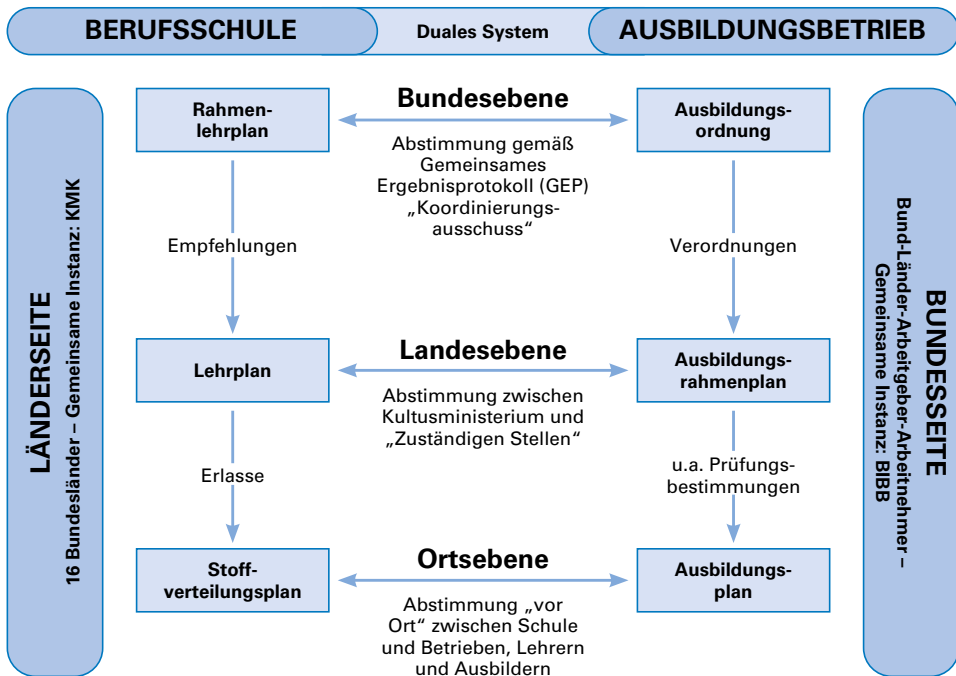 BERUFSSCHULE
Duales System
AUSBILDUNGSBETRIEB
LÄNDERSEITE
16 Bundesländer – Gemeinsame Instanz: KMK
Rahmen-
lehrplan
Bundesebene
Abstimmung gemäß
Gemeinsames
Ergebnisprotokoll (GEP)
„Koordinierungs-
ausschuss“
Ausbildungs-
ordnung
Empfehlungen
Verordnungen
Lehrplan
Landesebene
Abstimmung zwischen
Kultusministerium und
„Zuständigen Stellen“
Ausbildungs-
rahmenplan
Erlasse
u.a. Prüfungs-
bestimmungen
Stoff-
verteilungsplan
Ortsebene
Abstimmung „vor
Ort“ zwischen Schule
und Betrieben, Lehrern
und Ausbildern
Ausbildungs-
plan
BUNDESSEITE
Bund-Länder-Arbeitgeber-Arbeitnehmer –
Gemeinsame Instanz: BIBB